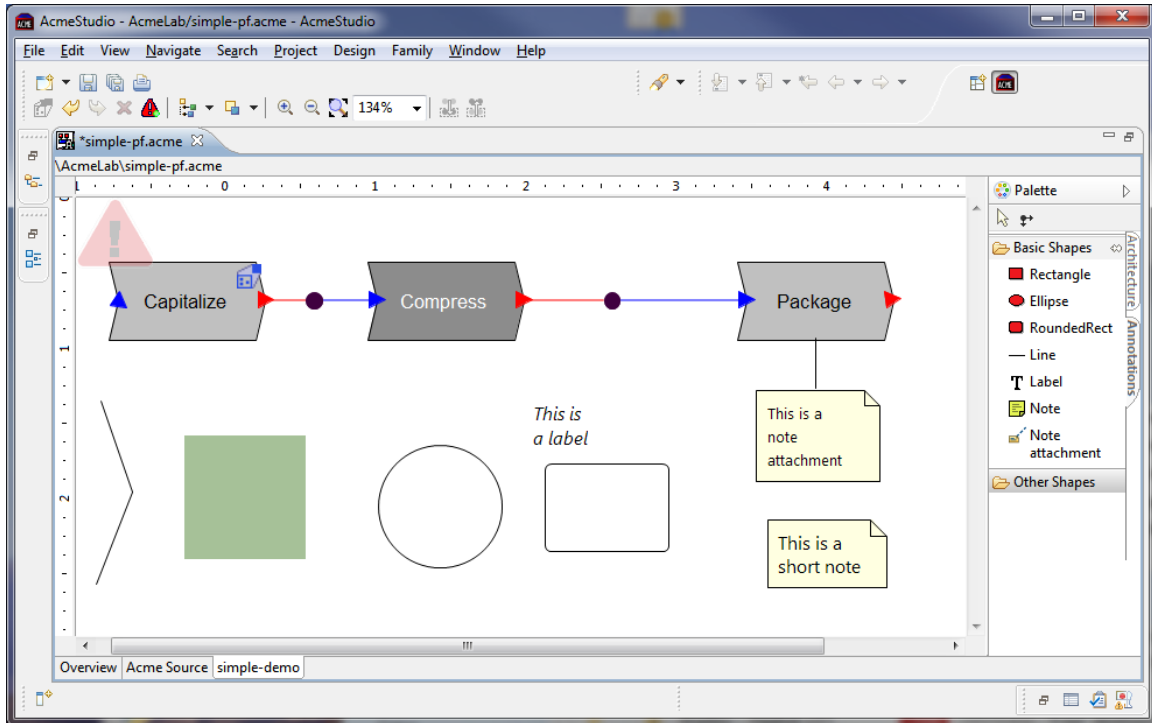 AcmeStudio - AcmeLab/simple-pf.acme - AcmeStudio
File Edit View Navigate Search Project Design Family Window Help
ACME
134%
*simple-pf.acme
\AcmeLab\simple-pf.acme
1 0 1 2 3 4
0
1
2
!
Capitalize
Compress
Package
This is
a label
This is a
note
attachment
This is a
short note
Palette
Basic Shapes
Rectangle
Ellipse
RoundedRect
Line
T Label
Note
Note
attachment
Other Shapes
Architecture
Annotations
Overview Acme Source simple-demo